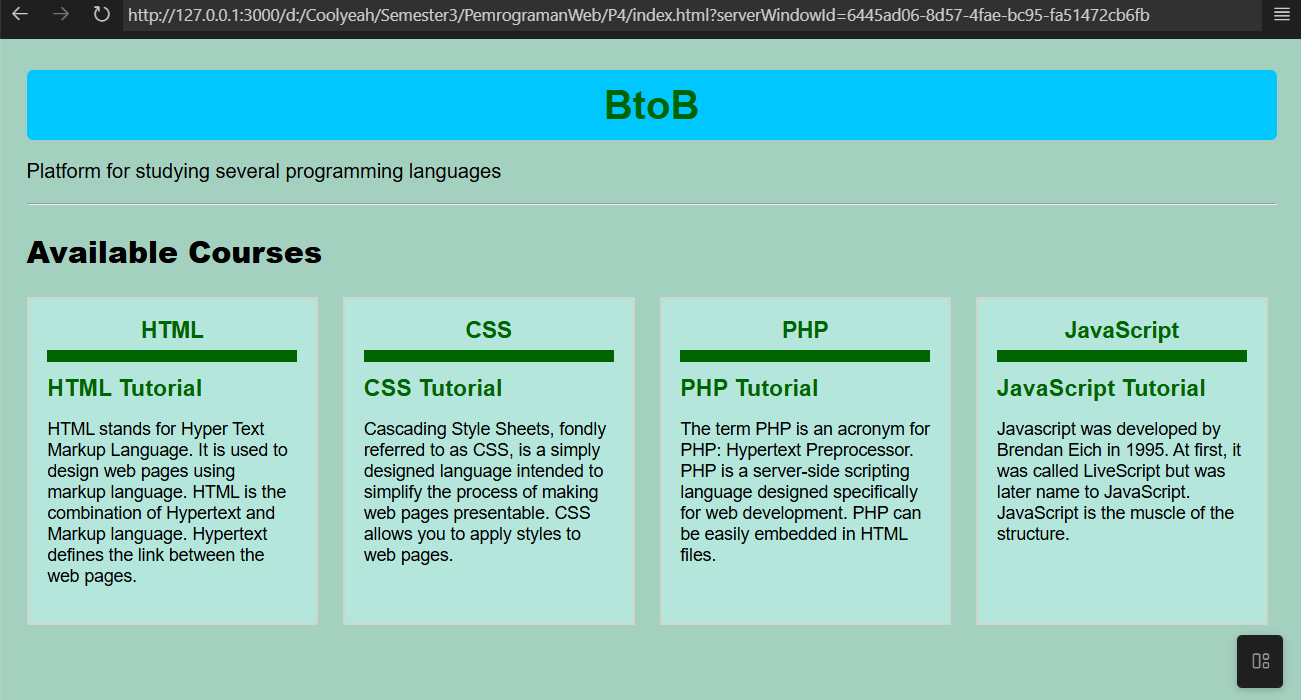 http://127.0.0.1:3000/d:/Coolyeah/Semester3/PemrogramanWeb/P4/index.html?serverWindowId=6445ad06-8d57-4fae-bc95-fa51472cb6fb
BtoB
Platform for studying several programming languages
Available Courses
HTML
HTML Tutorial
HTML stands for Hyper Text
Markup Language. It is used to
design web pages using
markup language. HTML is the
combination of Hypertext and
Markup language. Hypertext
defines the link between the
web pages.
CSS
CSS Tutorial
Cascading Style Sheets, fondly
referred to as CSS, is a simply
designed language intended to
simplify the process of making
web pages presentable. CSS
allows you to apply styles to
web pages.
PHP
PHP Tutorial
The term PHP is an acronym for
PHP: Hypertext Preprocessor.
PHP is a server-side scripting
language designed specifically
for web development. PHP can
be easily embedded in HTML
files.
JavaScript
JavaScript Tutorial
Javascript was developed by
Brendan Eich in 1995. At first, it
was called LiveScript but was
later name to JavaScript.
JavaScript is the muscle of the
structure.